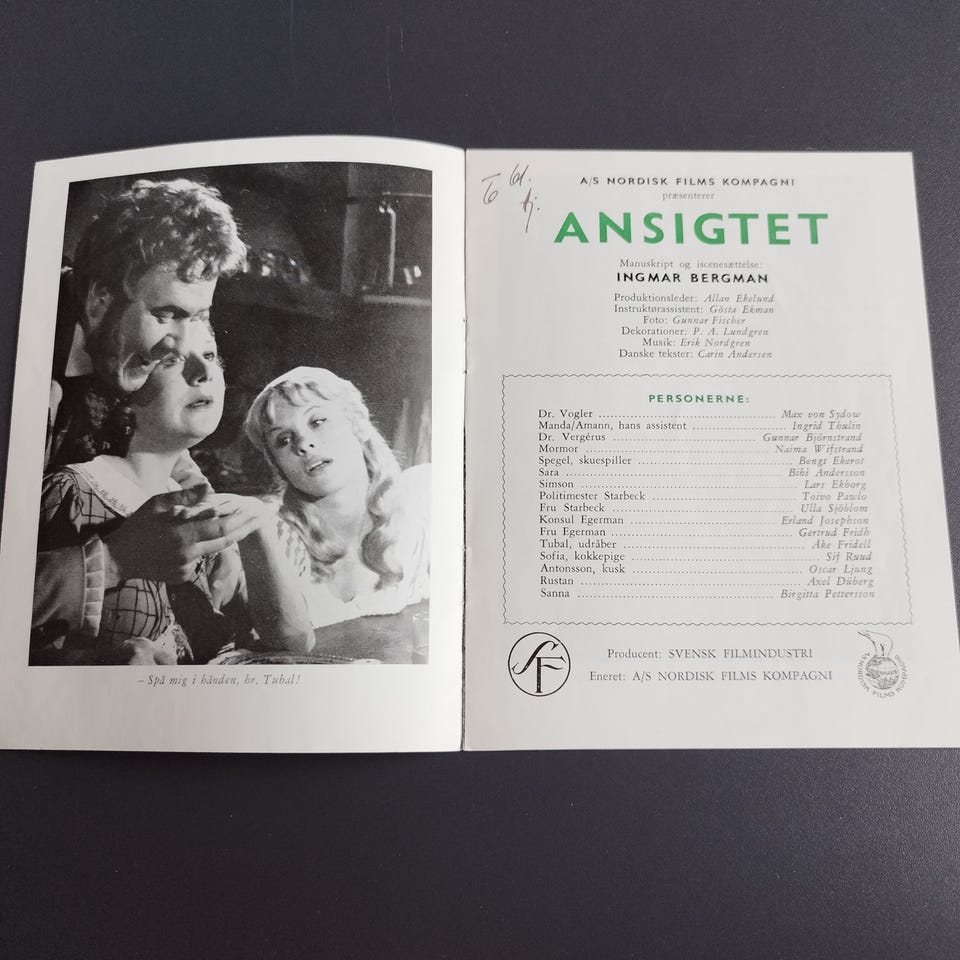 – Spå mig i hånden, hr. Tubal!
A/S NORDISK FILMS KOMPAGNI
præsenterer
ANSIGTET
Manuskript og iscenesættelse:
INGMAR BERGMAN
Produktionsleder: Allan Ekelund
Instruktørassistent: Gösta Ekman
Foto: Gunnar Fischer
Dekorationer: P. A. Lundgren
Musik: Erik Nordgren
Danske tekster: Carin Andersen
PERSONERNE:
Dr. Vogler Max von Sydow
Manda/Amann, hans assistent Ingrid Thulin
Dr. Vergérus Gunnar Björnstrand
Mormor Naima Wifstrand
Spegel, skuespiller Bengt Ekerot
Sara Bibi Andersson
Simson Lars Ekborg
Politimester Starbeck Toivo Pawlo
Fru Starbeck Ulla Sjöblom
Konsul Egerman Erland Josephson
Fru Egerman Gertrud Fridh
Tubal, udråber Åke Fridell
Sofia, kokkepige Sif Ruud
Antonsson, kusk Oscar Ljung
Rustan Axel Düberg
Sanna Birgitta Pettersson
SF
Producent: SVENSK FILMINDUSTRI
Eneret: A/S NORDISK FILMS KOMPAGNI
A/S NORDISK FILMS KOMPAGNI